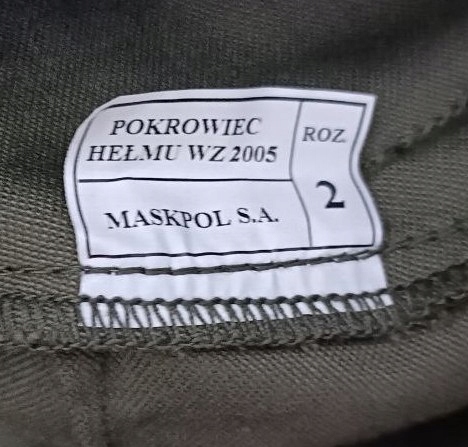 POKROWIEC
HEŁMU WZ 2005
MASKPOL S.A.
ROZ.
2